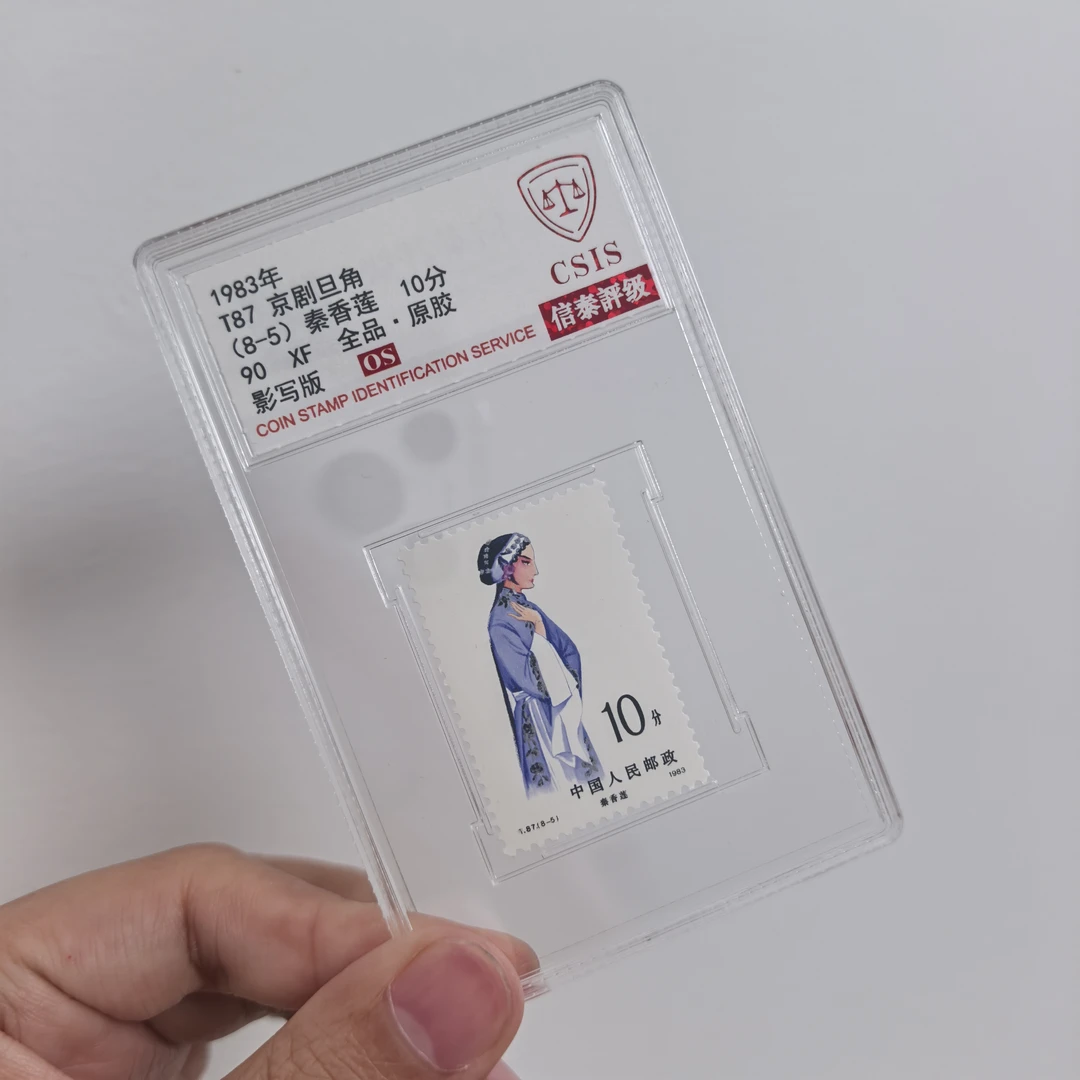 1983年
T87 京剧旦角
(8-5) 秦香莲 10分
90 XF 全品·原胶
影写版 OS
COIN STAMP IDENTIFICATION SERVICE
CSIS
信泰評级
10分
中国人民邮政
秦香莲
1983
T.87.(8-5)